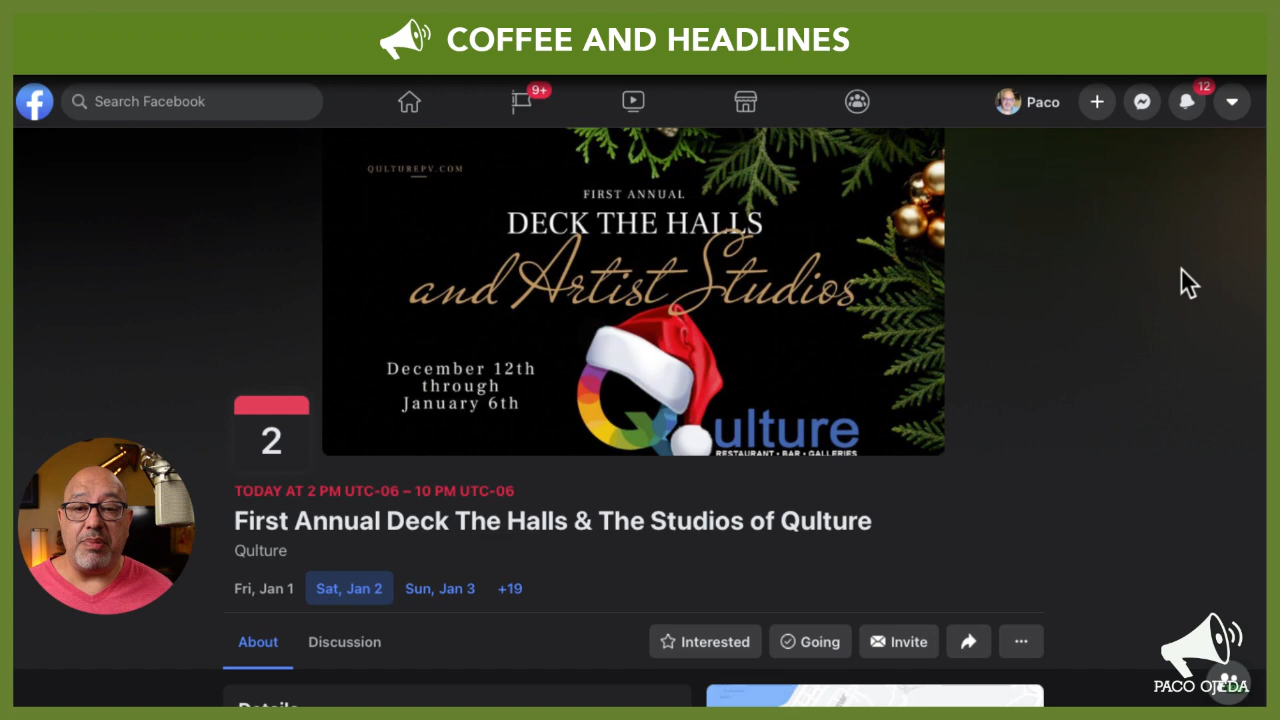 COFFEE AND HEADLINES
Search Facebook
9+
Paco
12
QULTUREPV.COM
FIRST ANNUAL
DECK THE HALLS
and Artist Studios
December 12th
through
January 6th
Qulture
RESTAURANT • BAR • GALLERIES
2
TODAY AT 2 PM UTC-06 – 10 PM UTC-06
First Annual Deck The Halls & The Studios of Qulture
Qulture
Fri, Jan 1 Sat, Jan 2 Sun, Jan 3 +19
About Discussion Interested Going Invite
Details
PACO OJEDA